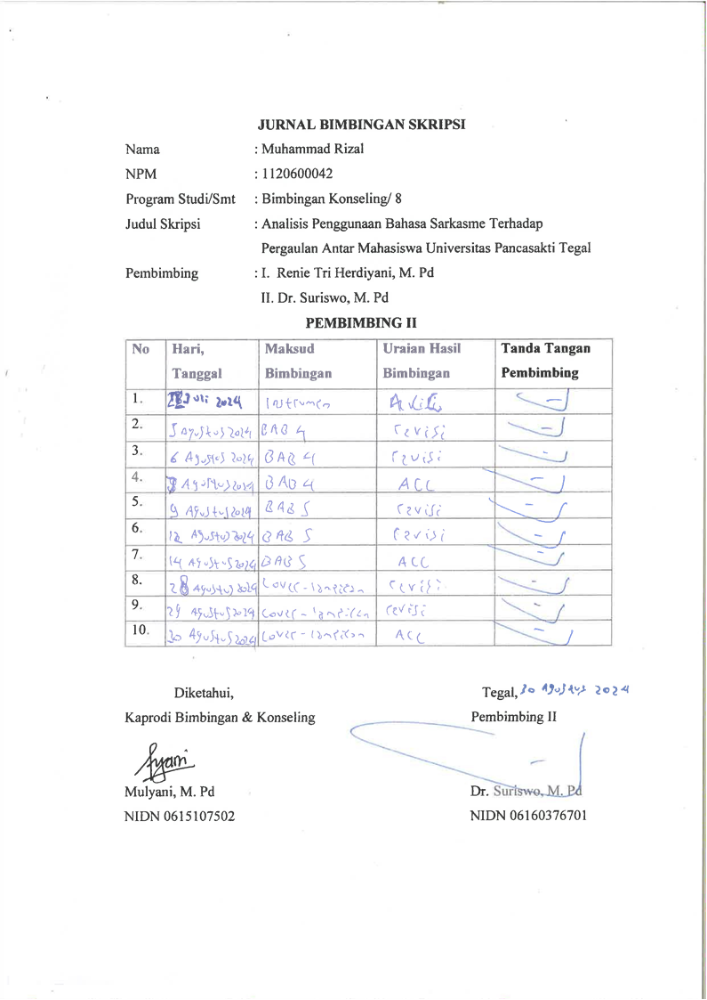 JURNAL BIMBINGAN SKRIPSI
Nama : Muhammad Rizal
NPM : 1120600042
Program Studi/Smt : Bimbingan Konseling/ 8
Judul Skripsi : Analisis Penggunaan Bahasa Sarkasme Terhadap
Pergaulan Antar Mahasiswa Universitas Pancasakti Tegal
Pembimbing : I. Renie Tri Herdiyani, M. Pd
II. Dr. Suriswo, M. Pd
PEMBIMBING II
No Hari, Maksud Uraian Hasil Tanda Tangan
Tanggal Bimbingan Bimbingan Pembimbing
1. Juli 2024 Instrumen
2. 5 Agustus 2024 BAB 4 revisi
3. 6 Agustus 2024 BAB 4 revisi
4. Agustus 2024 BAB 4 ACC
5. 9 Agustus 2024 BAB 5 revisi
6. 12 Agustus 2024 BAB 5 revisi
7. 14 Agustus 2024 BAB 5 ACC
8. 28 Agustus 2024 Cover-lampiran revisi
9. 29 Agustus 2024 Cover-lampiran revisi
10. 30 Agustus 2024 Cover-lampiran ACC
Diketahui, Tegal, 30 Agustus 2024
Kaprodi Bimbingan & Konseling Pembimbing II
Mulyani, M. Pd Dr. Suriswo, M. Pd
NIDN 0615107502 NIDN 06160376701